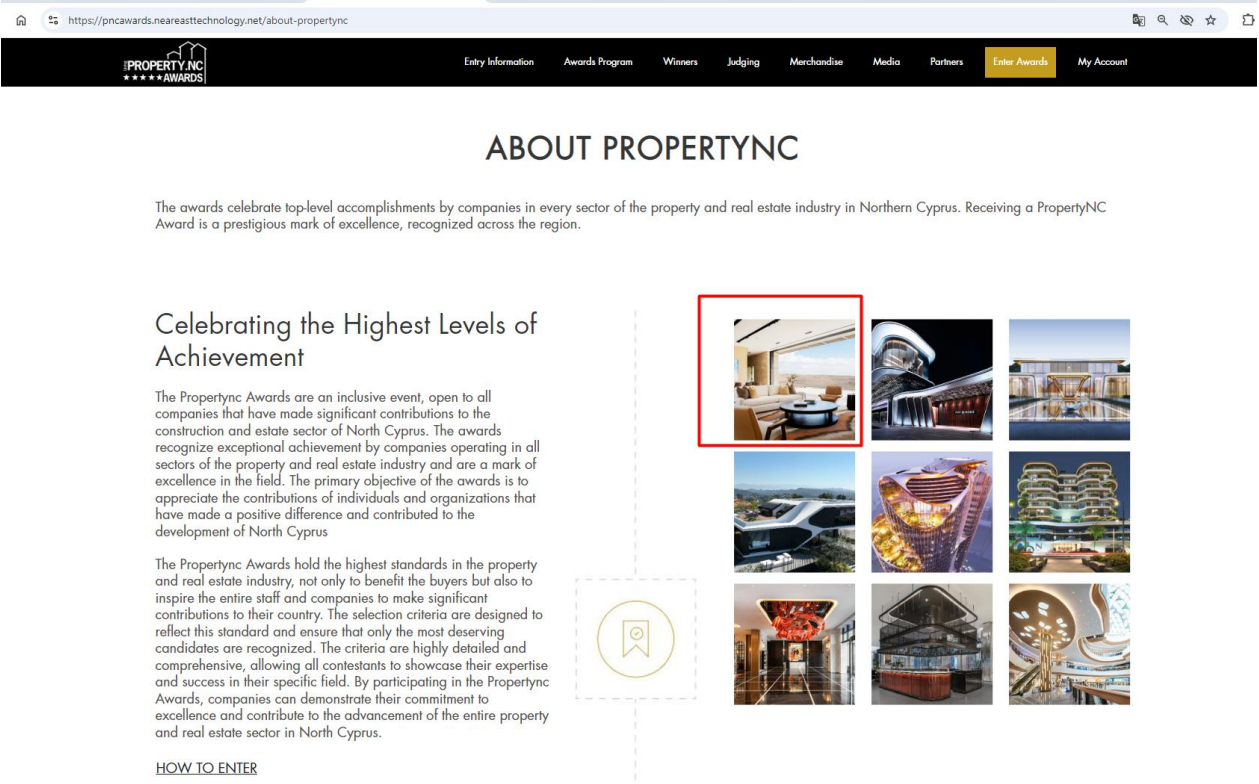 https://pncawards.neareasttechnology.net/about-propertync
PROPERTY.NC
AWARDS
Entry Information Awards Program Winners Judging Merchandise Media Partners Enter Awards My Account
ABOUT PROPERTYNC
The awards celebrate top-level accomplishments by companies in every sector of the property and real estate industry in Northern Cyprus. Receiving a PropertyNC
Award is a prestigious mark of excellence, recognized across the region.
Celebrating the Highest Levels of
Achievement
The Propertync Awards are an inclusive event, open to all
companies that have made significant contributions to the
construction and estate sector of North Cyprus. The awards
recognize exceptional achievement by companies operating in all
sectors of the property and real estate industry and are a mark of
excellence in the field. The primary objective of the awards is to
appreciate the contributions of individuals and organizations that
have made a positive difference and contributed to the
development of North Cyprus
The Propertync Awards hold the highest standards in the property
and real estate industry, not only to benefit the buyers but also to
inspire the entire staff and companies to make significant
contributions to their country. The selection criteria are designed to
reflect this standard and ensure that only the most deserving
candidates are recognized. The criteria are highly detailed and
comprehensive, allowing all contestants to showcase their expertise
and success in their specific field. By participating in the Propertync
Awards, companies can demonstrate their commitment to
excellence and contribute to the advancement of the entire property
and real estate sector in North Cyprus.
HOW TO ENTER